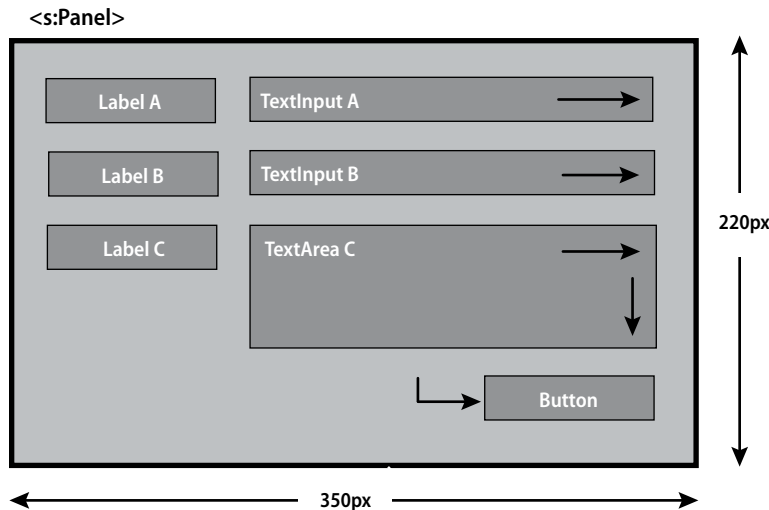 <s:Panel>
Label A
TextInput A
Label B
TextInput B
220px
Label C
TextArea C
Button
350px